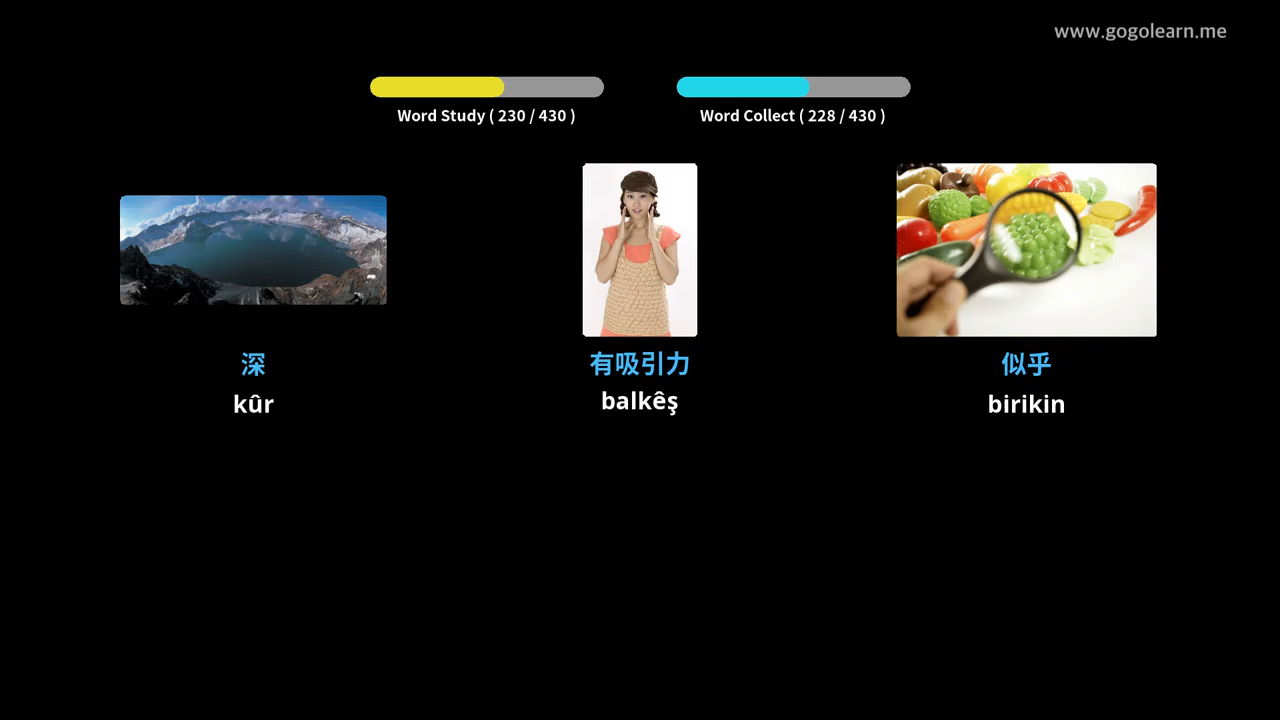 www.gogolearn.me
Word Study ( 230 / 430 )
Word Collect ( 228 / 430 )
深
kûr
有吸引力
balkêş
似乎
birikin